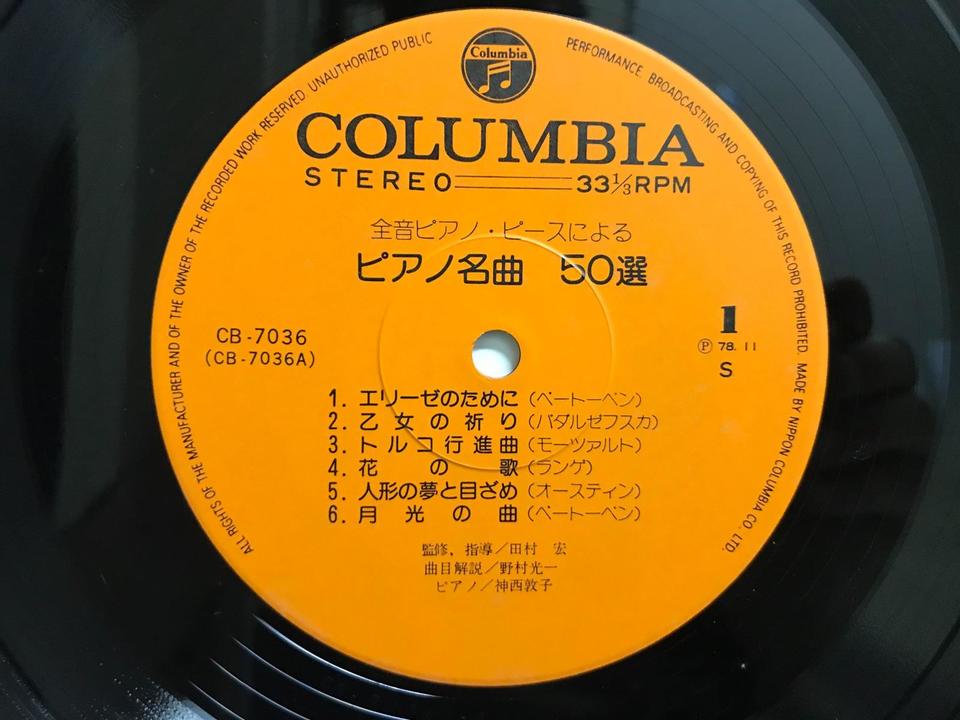 Columbia
ALL RIGHTS OF THE MANUFACTURER AND OF THE OWNER OF THE RECORDED WORK RESERVED UNAUTHORIZED PUBLIC PERFORMANCE BROADCASTING AND COPYING OF THIS RECORD PROHIBITED. MADE BY NIPPON COLUMBIA CO., LTD.
COLUMBIA
STEREO 33⅓RPM
全音ピアノ・ピースによる
ピアノ名曲 50選
CB-7036
(CB-7036A)
1
Ⓟ 78.11
S
1. エリーゼのために (ベートーベン)
2. 乙女の祈り (バダルゼフスカ)
3. トルコ行進曲 (モーツァルト)
4. 花の歌 (ランゲ)
5. 人形の夢と目ざめ (オースティン)
6. 月光の曲 (ベートーベン)
監修、指導/田村 宏
曲目解説/野村光一
ピアノ/神西敦子